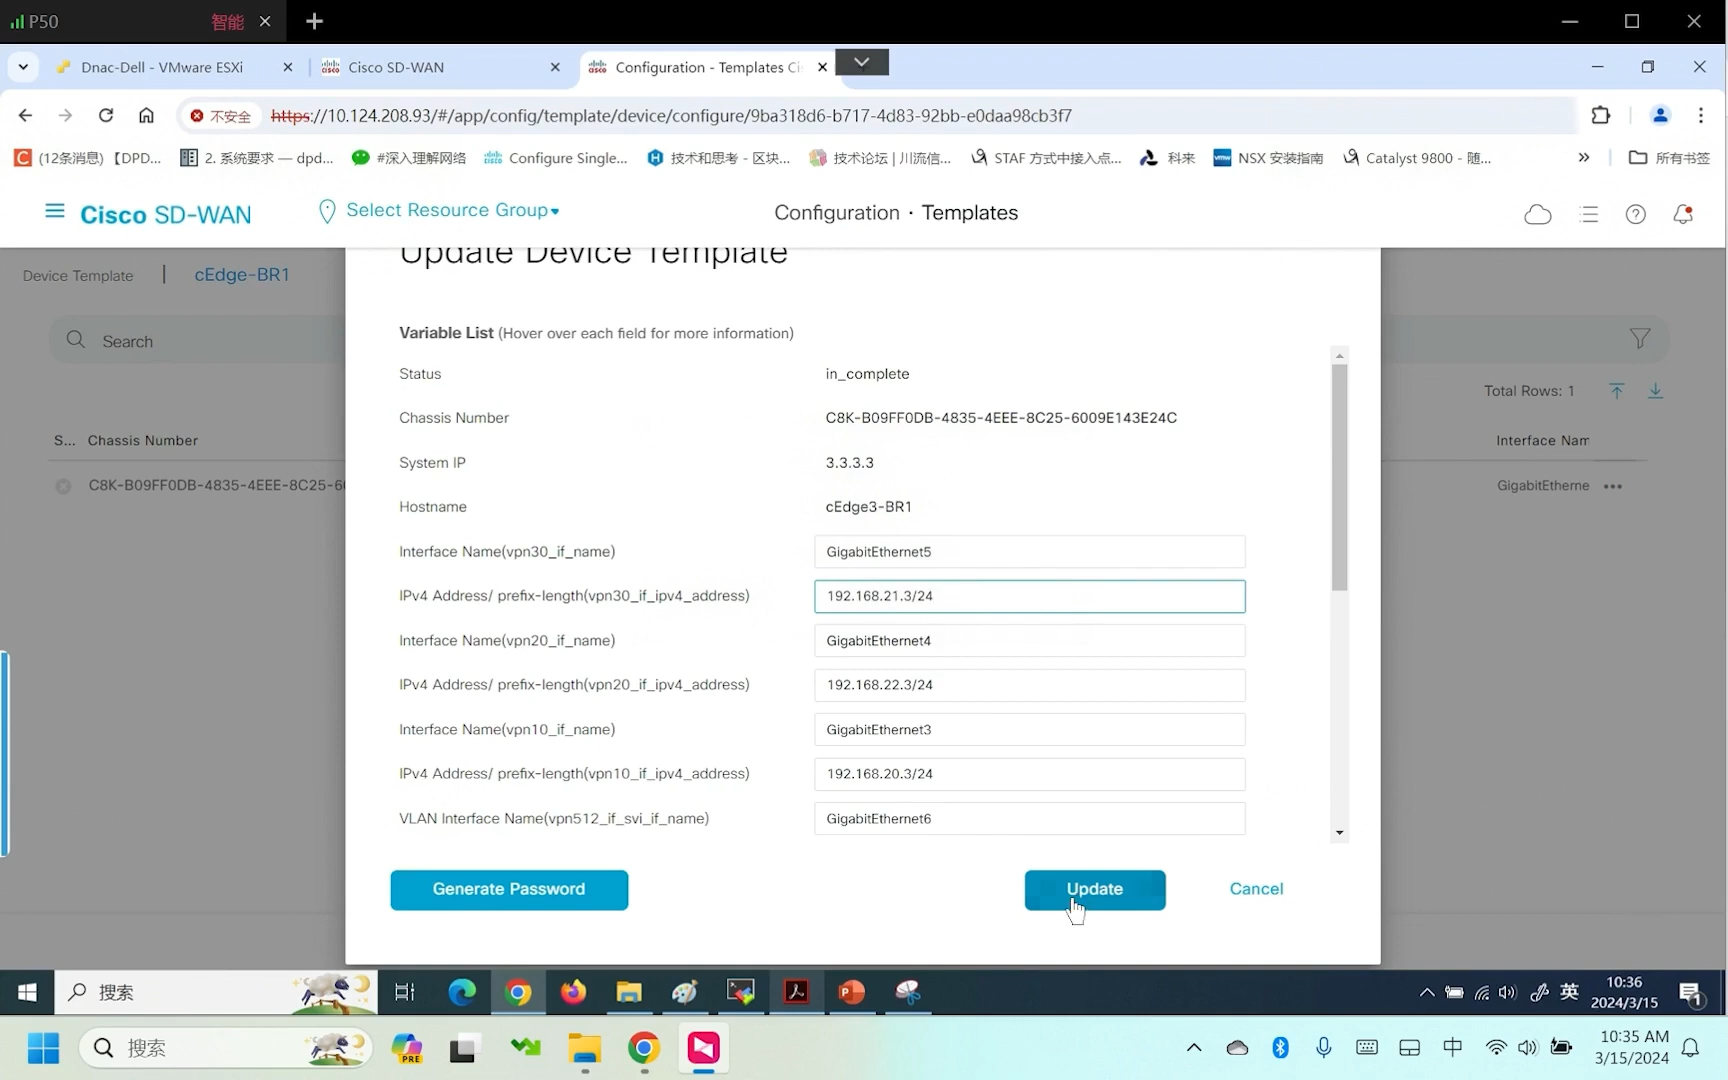 P50 智能
Dnac-Dell - VMware ESXi Cisco SD-WAN Configuration - Templates Ci
不安全 https://10.124.208.93/#/app/config/template/device/configure/9ba318d6-b717-4d83-92bb-e0daa98cb3f7
(12条消息) 【DPD... 2. 系统要求 — dpd... #深入理解网络 Configure Single... 技术和思考 - 区块... 技术论坛 | 川流信... STAF 方式中接入点... 科来 NSX 安装指南 Catalyst 9800 - 随... » 所有书签
Cisco SD-WAN Select Resource Group Configuration · Templates
Update Device Template
Device Template | cEdge-BR1
Variable List (Hover over each field for more information)
Search
Status in_complete
Total Rows: 1
Chassis Number C8K-B09FF0DB-4835-4EEE-8C25-6009E143E24C
S... Chassis Number Interface Nam
System IP 3.3.3.3
C8K-B09FF0DB-4835-4EEE-8C25-6 GigabitEtherne
Hostname cEdge3-BR1
Interface Name(vpn30_if_name) GigabitEthernet5
IPv4 Address/ prefix-length(vpn30_if_ipv4_address) 192.168.21.3/24
Interface Name(vpn20_if_name) GigabitEthernet4
IPv4 Address/ prefix-length(vpn20_if_ipv4_address) 192.168.22.3/24
Interface Name(vpn10_if_name) GigabitEthernet3
IPv4 Address/ prefix-length(vpn10_if_ipv4_address) 192.168.20.3/24
VLAN Interface Name(vpn512_if_svi_if_name) GigabitEthernet6
Generate Password Update Cancel
搜索 英 10:36
2024/3/15 1
搜索 PRE 中 10:35 AM
3/15/2024